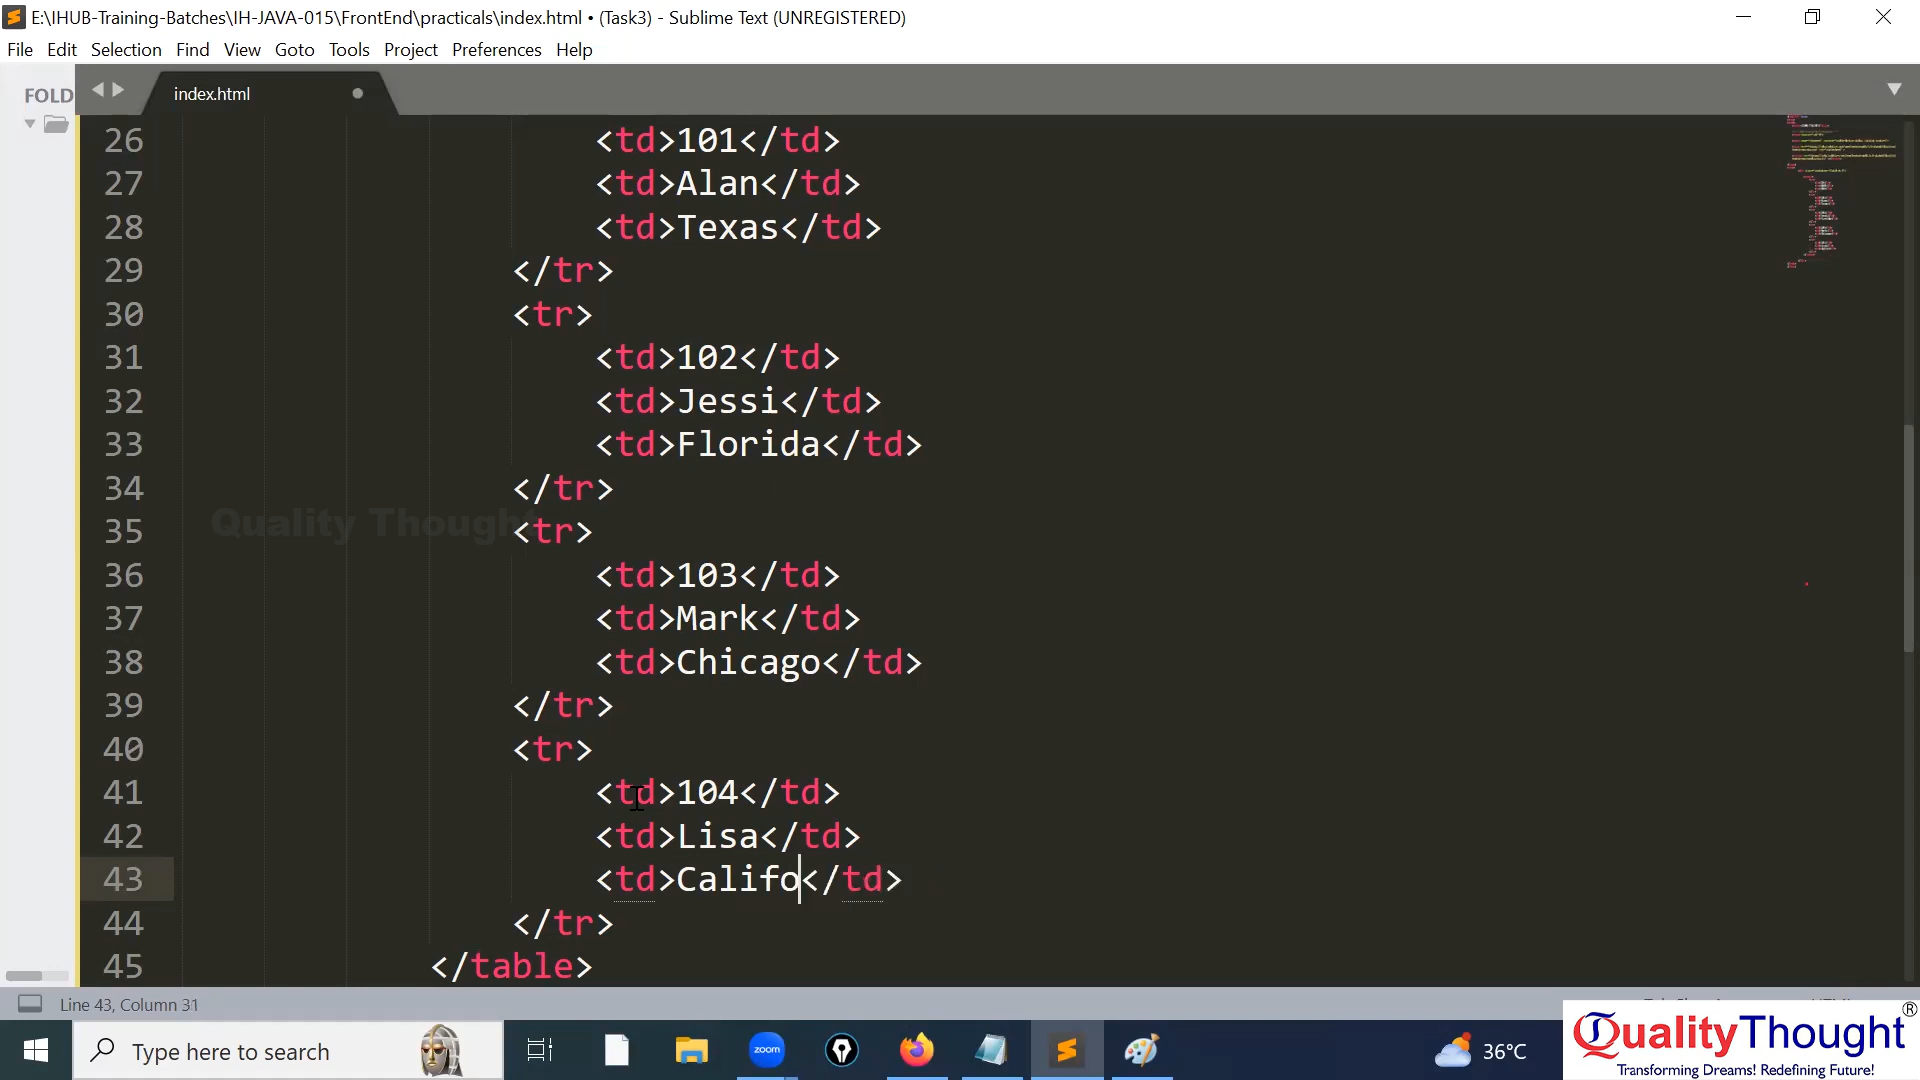 E:\IHUB-Training-Batches\IH-JAVA-015\FrontEnd\practicals\index.html • (Task3) - Sublime Text (UNREGISTERED)
File Edit Selection Find View Goto Tools Project Preferences Help
FOLD
index.html
26 <td>101</td>
27 <td>Alan</td>
28 <td>Texas</td>
29 </tr>
30 <tr>
31 <td>102</td>
32 <td>Jessi</td>
33 <td>Florida</td>
34 </tr>
Quality Thought
35 <tr>
36 <td>103</td>
37 <td>Mark</td>
38 <td>Chicago</td>
39 </tr>
40 <tr>
41 <td>104</td>
42 <td>Lisa</td>
43 <td>Califo</td>
44 </tr>
45 </table>
Line 43, Column 31
Type here to search
zoom
36°C
QualityThought®
Transforming Dreams! Redefining Future!